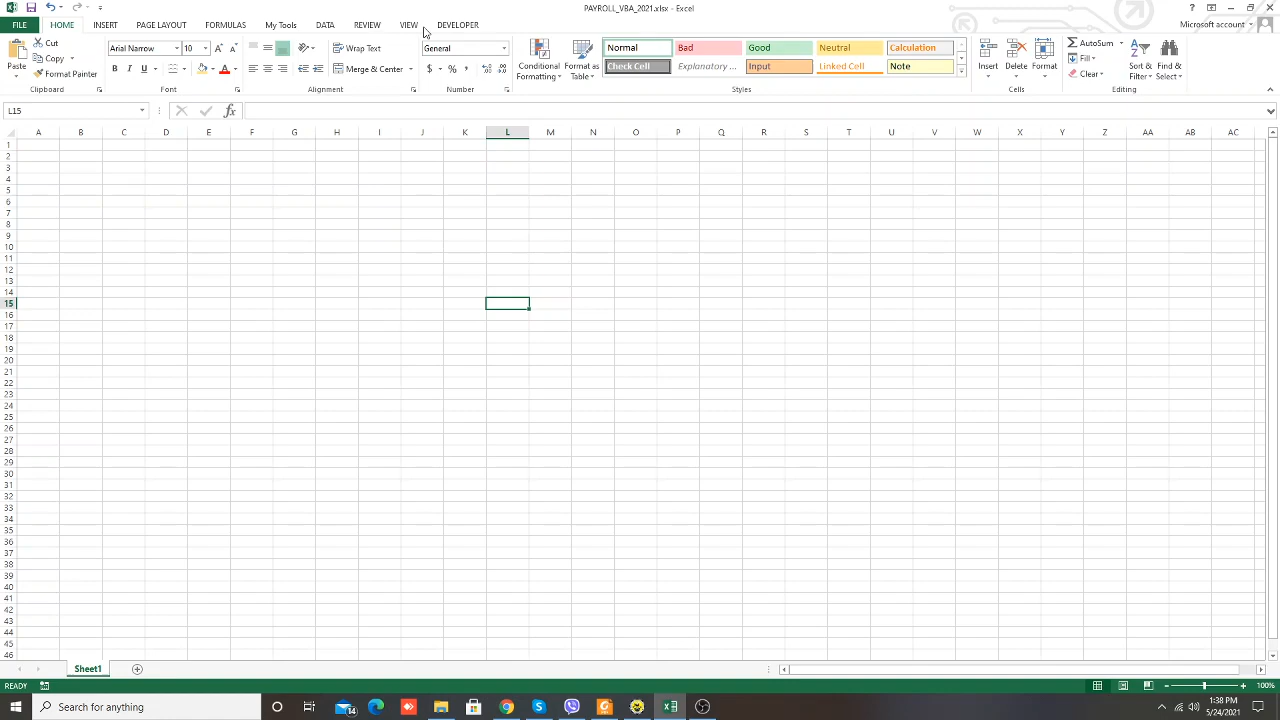 PAYROLL_VBA_2021.xlsx - Excel
FILE HOME INSERT PAGE LAYOUT FORMULAS My Tools DATA REVIEW VIEW DEVELOPER Microsoft account
Paste
Cut
Copy
Format Painter
Clipboard
Arial Narrow 10
B U
Font
Wrap Text
Merge & Center
Alignment
General
$ % ,
Number
Conditional Formatting
Format as Table
Normal Bad Good Neutral Calculation
Check Cell Explanatory ... Input Linked Cell Note
Styles
Insert Delete Format
Cells
AutoSum
Fill
Clear
Sort & Filter
Find & Select
Editing
L15 fx
A B C D E F G H I J K L M N O P Q R S T U V W X Y Z AA AB AC
1
2
3
4
5
6
7
8
9
10
11
12
13
14
15
16
17
18
19
20
21
22
23
24
25
26
27
28
29
30
31
32
33
34
35
36
37
38
39
40
41
42
43
44
45
46
Sheet1
READY 100%
Type here to search
1:38 PM
5/24/2021